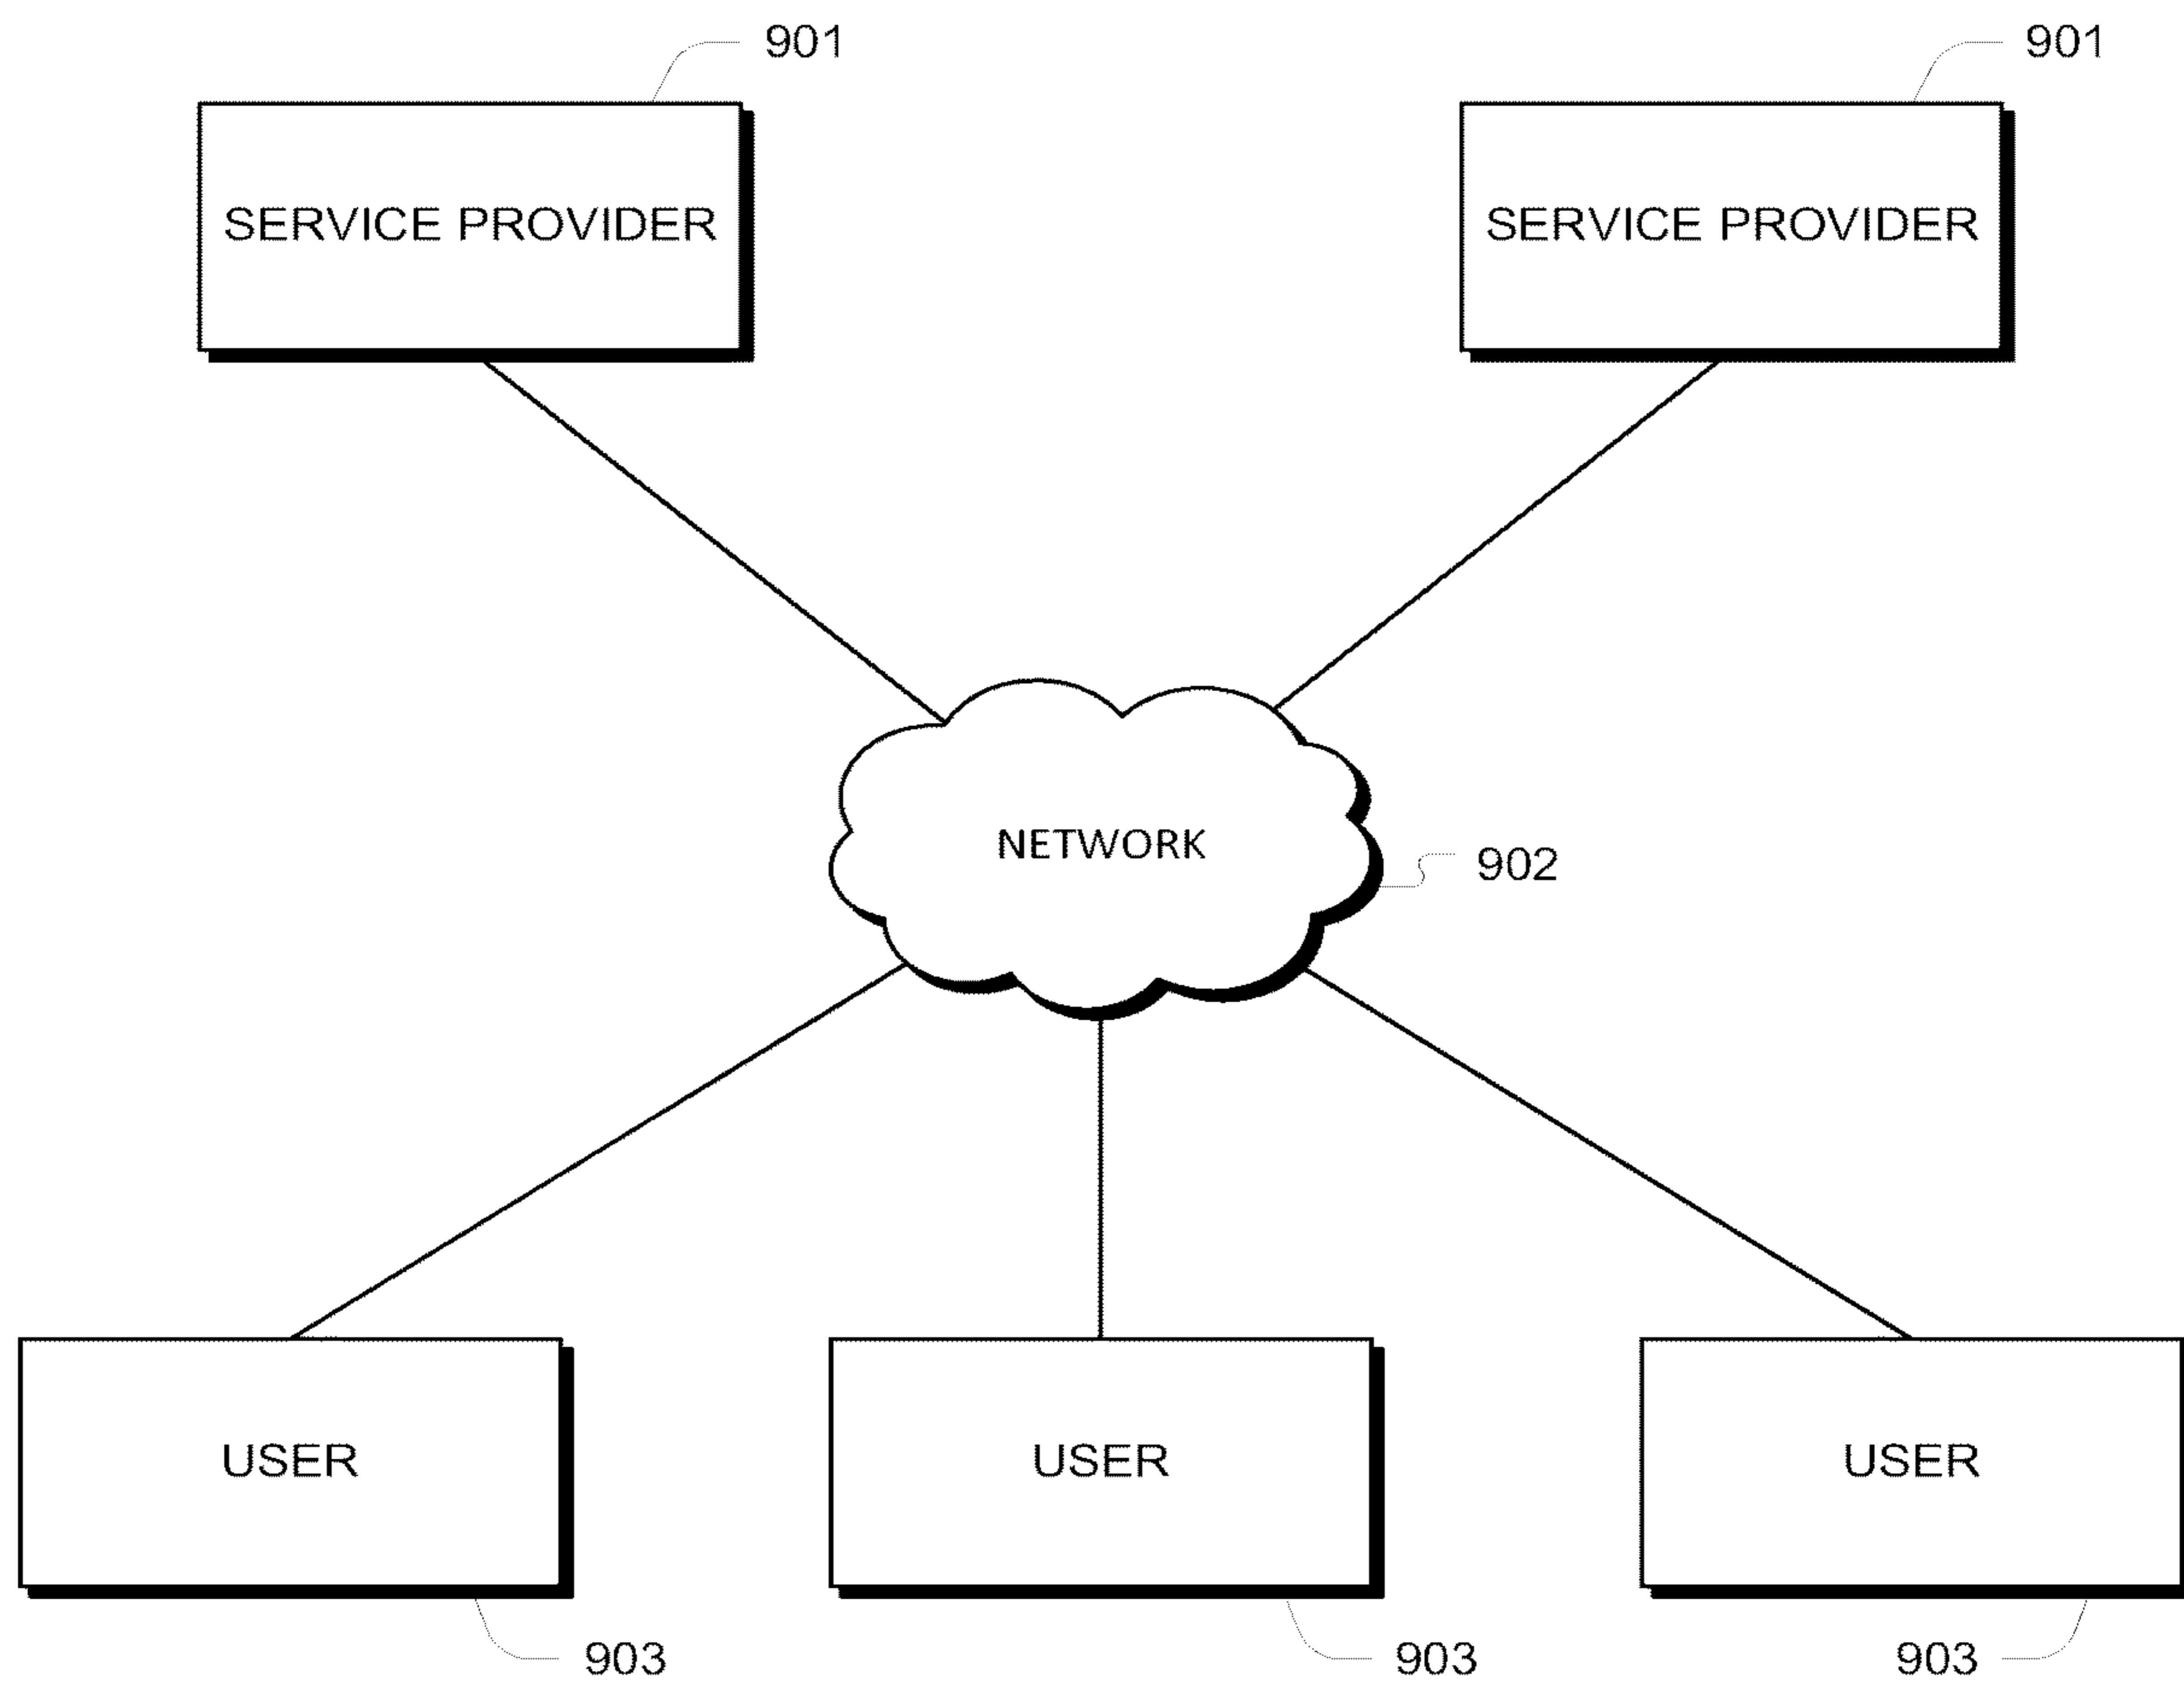 901
901
SERVICE PROVIDER
SERVICE PROVIDER
NETWORK
902
USER
USER
USER
903
903
903